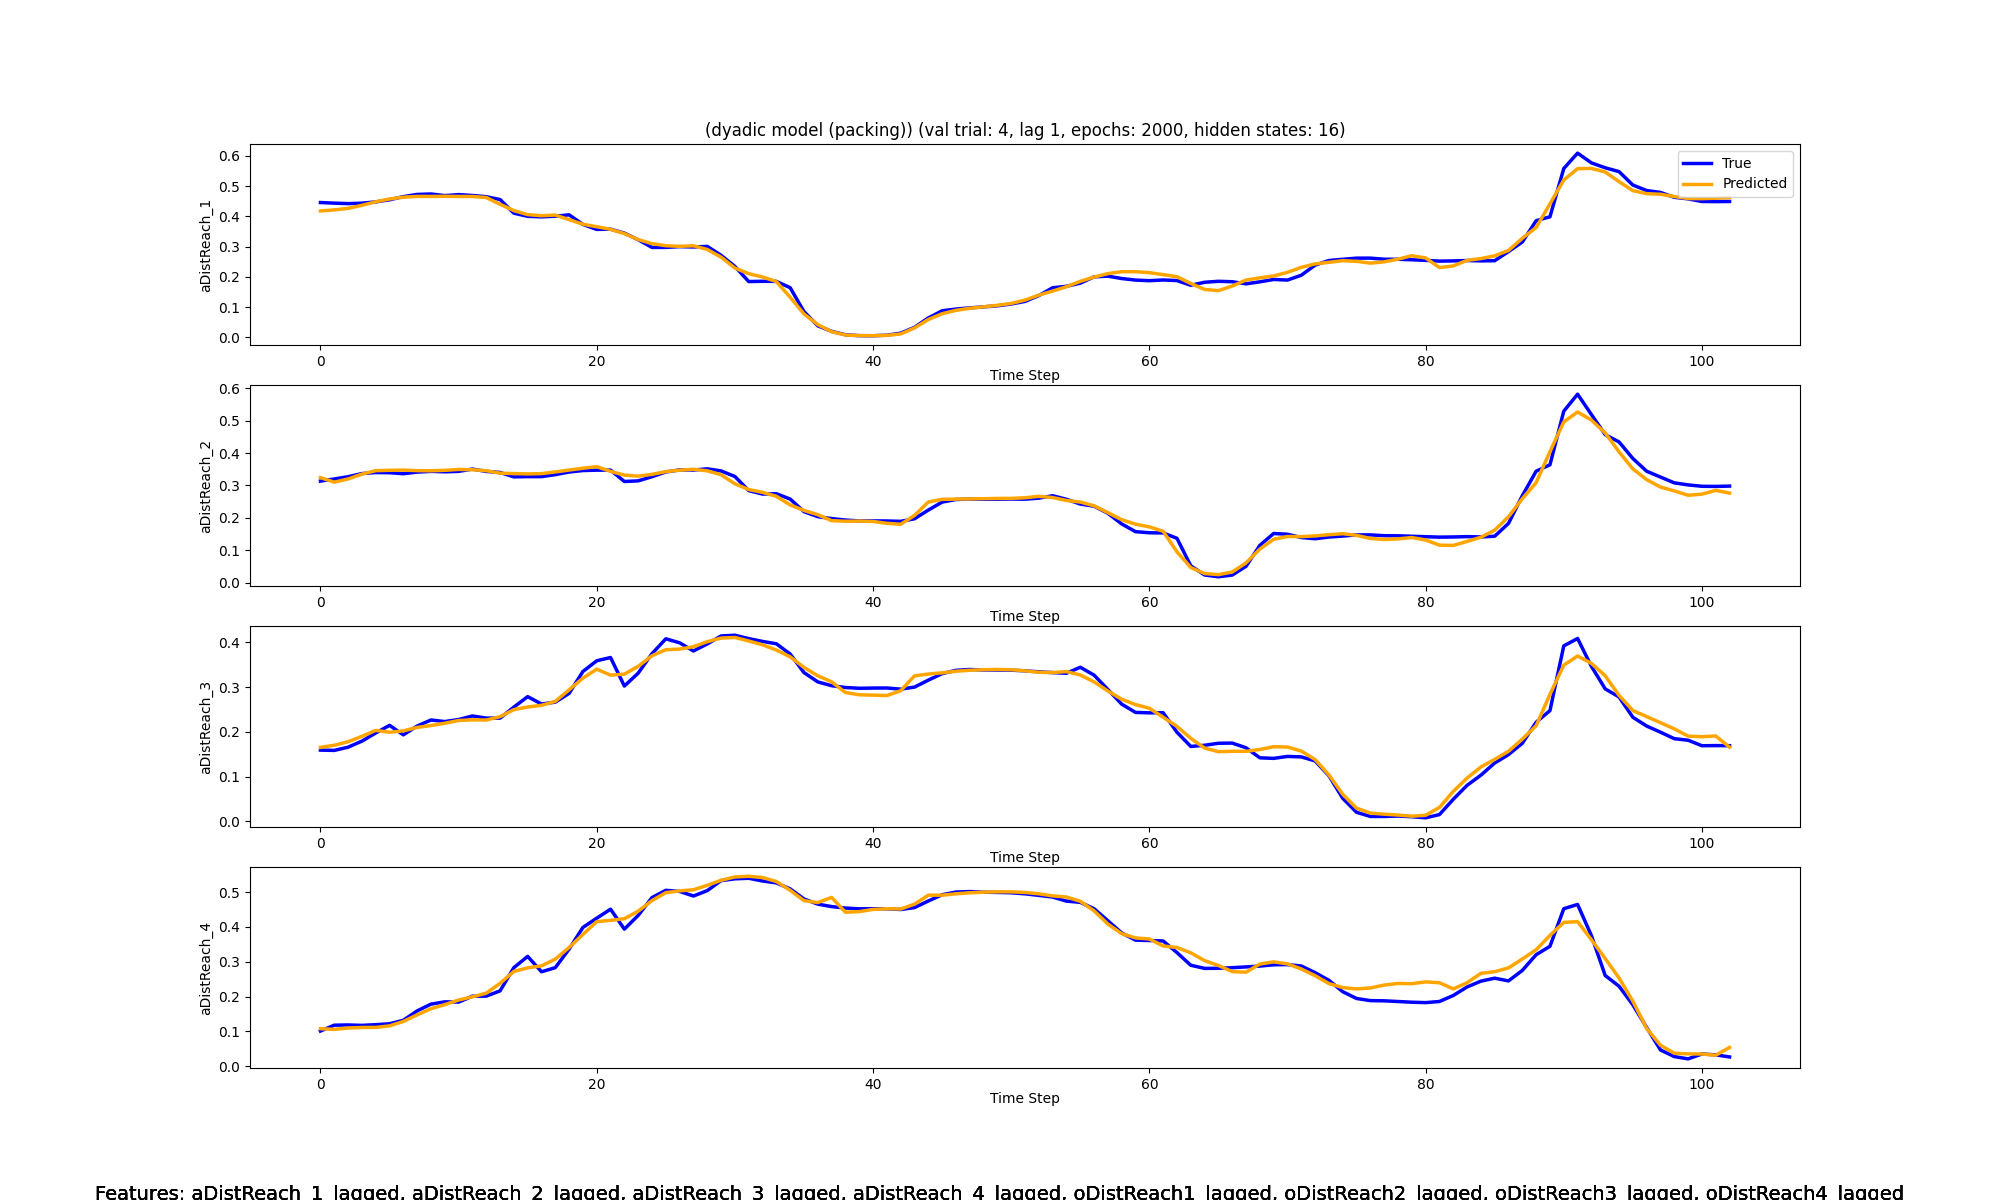 (dyadic model (packing)) (val trial: 4, lag 1, epochs: 2000, hidden states: 16)
True
Predicted
aDistReach_1
0.6
0.5
0.4
0.3
0.2
0.1
0.0
0 20 40 60 80 100
Time Step
aDistReach_2
0.6
0.5
0.4
0.3
0.2
0.1
0.0
0 20 40 60 80 100
Time Step
aDistReach_3
0.4
0.3
0.2
0.1
0.0
0 20 40 60 80 100
Time Step
aDistReach_4
0.5
0.4
0.3
0.2
0.1
0.0
0 20 40 60 80 100
Time Step
Features: aDistReach_1_lagged, aDistReach_2_lagged, aDistReach_3_lagged, aDistReach_4_lagged, oDistReach1_lagged, oDistReach2_lagged, oDistReach3_lagged, oDistReach4_lagged